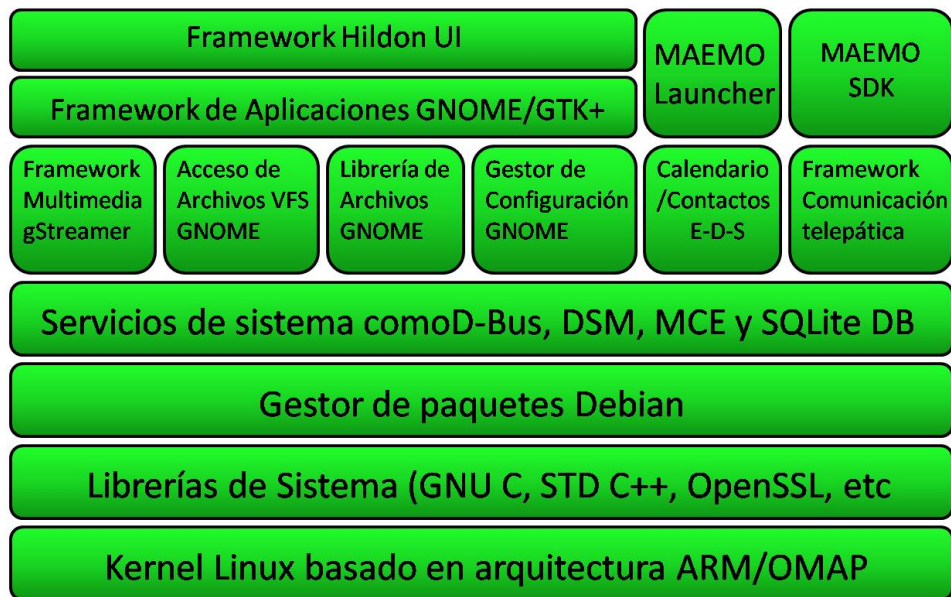 Framework Hildon UI
Framework de Aplicaciones GNOME/GTK+
MAEMO
Launcher
MAEMO
SDK
Framework
Multimedia
gStreamer
Acceso de
Archivos VFS
GNOME
Librería de
Archivos
GNOME
Gestor de
Configuración
GNOME
Calendario
/Contactos
E-D-S
Framework
Comunicación
telepática
Servicios de sistema comoD-Bus, DSM, MCE y SQLite DB
Gestor de paquetes Debian
Librerías de Sistema (GNU C, STD C++, OpenSSL, etc
Kernel Linux basado en arquitectura ARM/OMAP